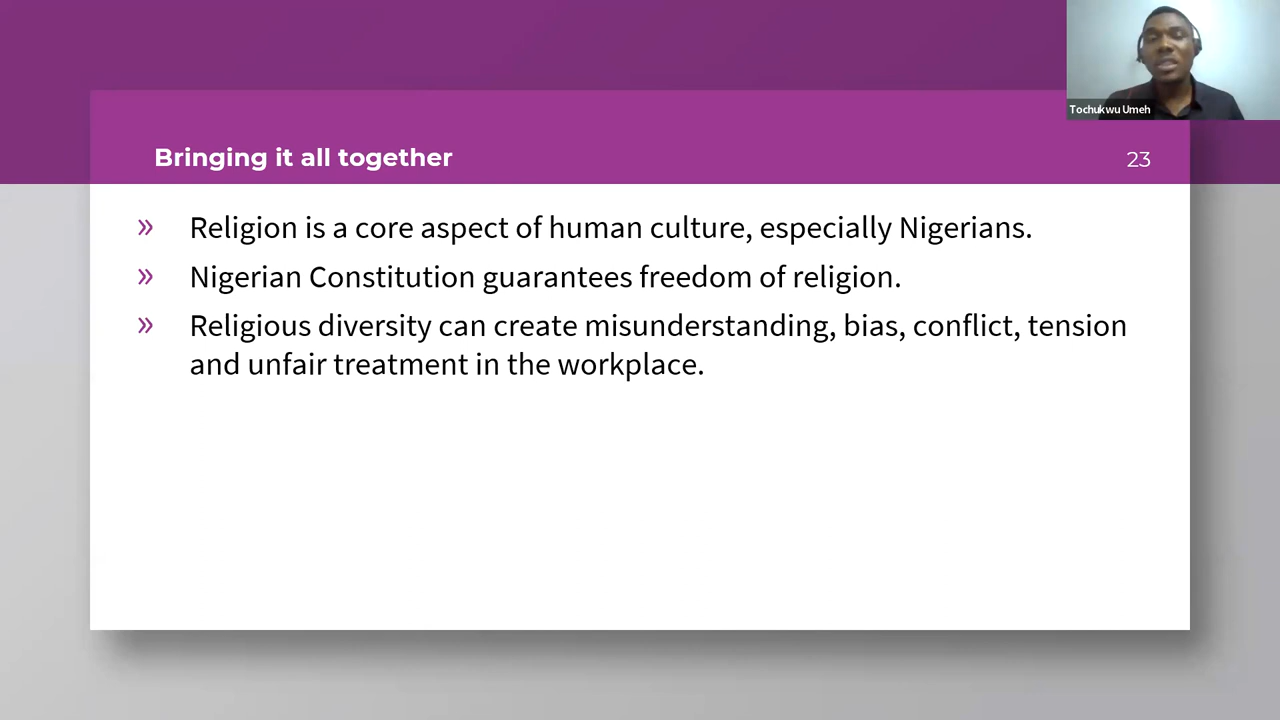 Tochukwu Umeh
Bringing it all together
23
» Religion is a core aspect of human culture, especially Nigerians.
» Nigerian Constitution guarantees freedom of religion.
» Religious diversity can create misunderstanding, bias, conflict, tension
and unfair treatment in the workplace.